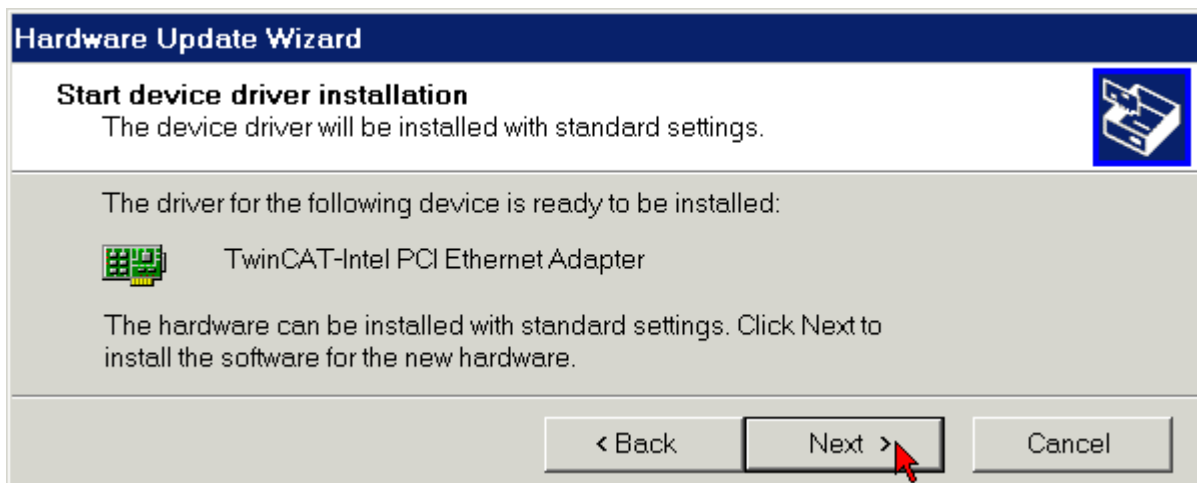 Hardware Update Wizard
Start device driver installation
The device driver will be installed with standard settings.
The driver for the following device is ready to be installed:
TwinCAT-Intel PCI Ethernet Adapter
The hardware can be installed with standard settings. Click Next to
install the software for the new hardware.
< Back Next > Cancel